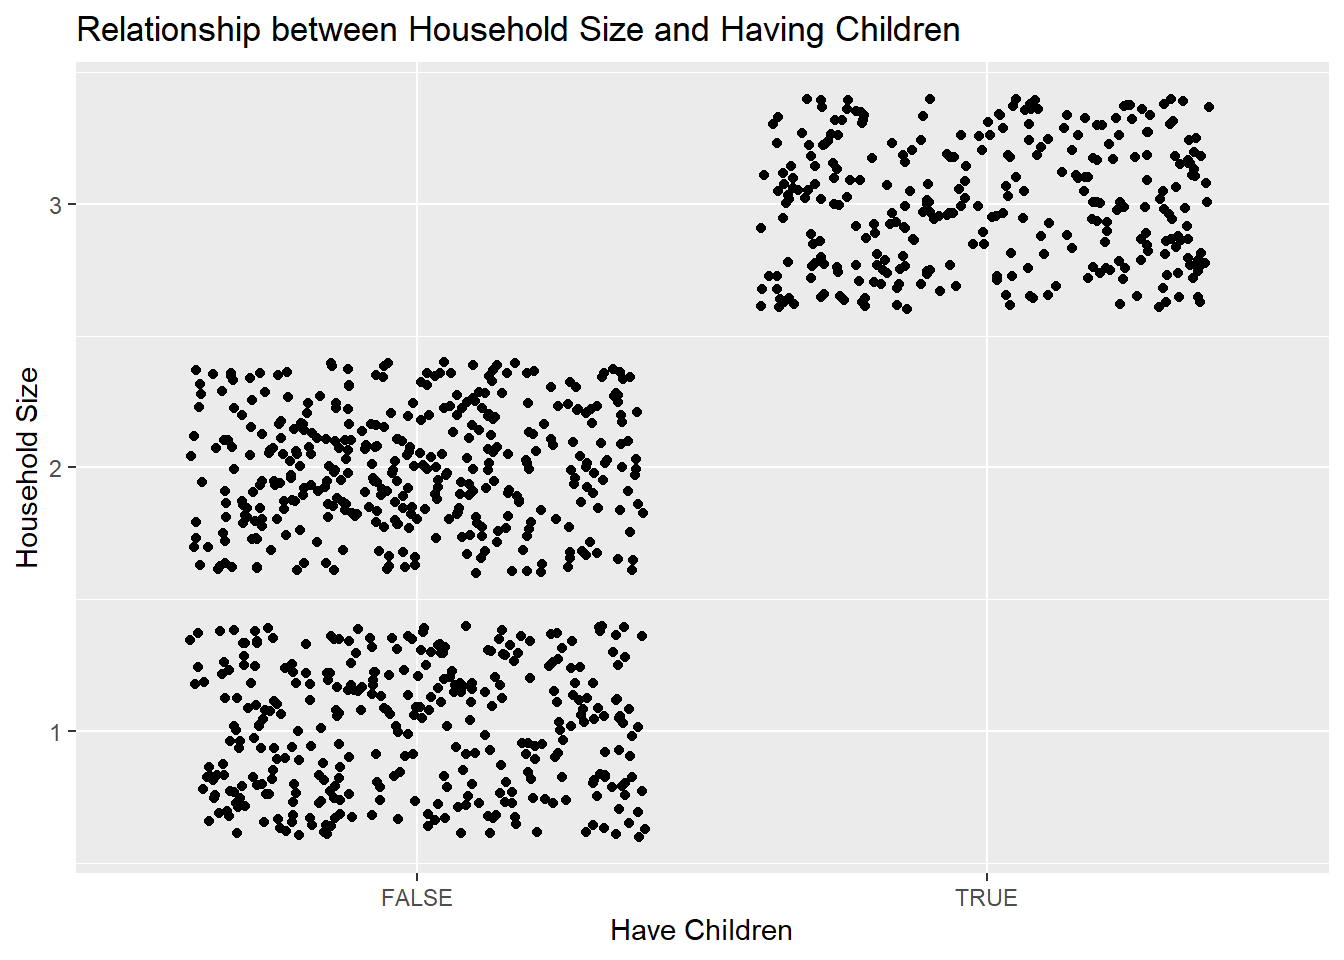 Relationship between Household Size and Having Children
Household Size
3
2
1
FALSE
TRUE
Have Children